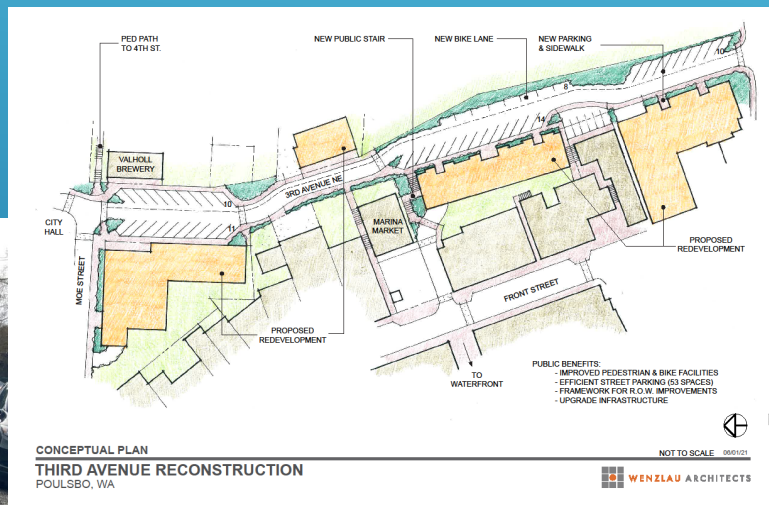 PED PATH
TO 4TH ST.
NEW PUBLIC STAIR
NEW BIKE LANE
NEW PARKING
& SIDEWALK
10
8
14
VALHOLL
BREWERY
3RD AVENUE NE
10
11
CITY
HALL
MARINA
MARKET
MOE STREET
PROPOSED
REDEVELOPMENT
FRONT STREET
PROPOSED
REDEVELOPMENT
TO
WATERFRONT
PUBLIC BENEFITS:
- IMPROVED PEDESTRIAN & BIKE FACILITIES
- EFFICIENT STREET PARKING (53 SPACES)
- FRAMEWORK FOR R.O.W. IMPROVEMENTS
- UPGRADE INFRASTRUCTURE
CONCEPTUAL PLAN
NOT TO SCALE 06/01/21
THIRD AVENUE RECONSTRUCTION
POULSBO, WA
WENZLAU ARCHITECTS